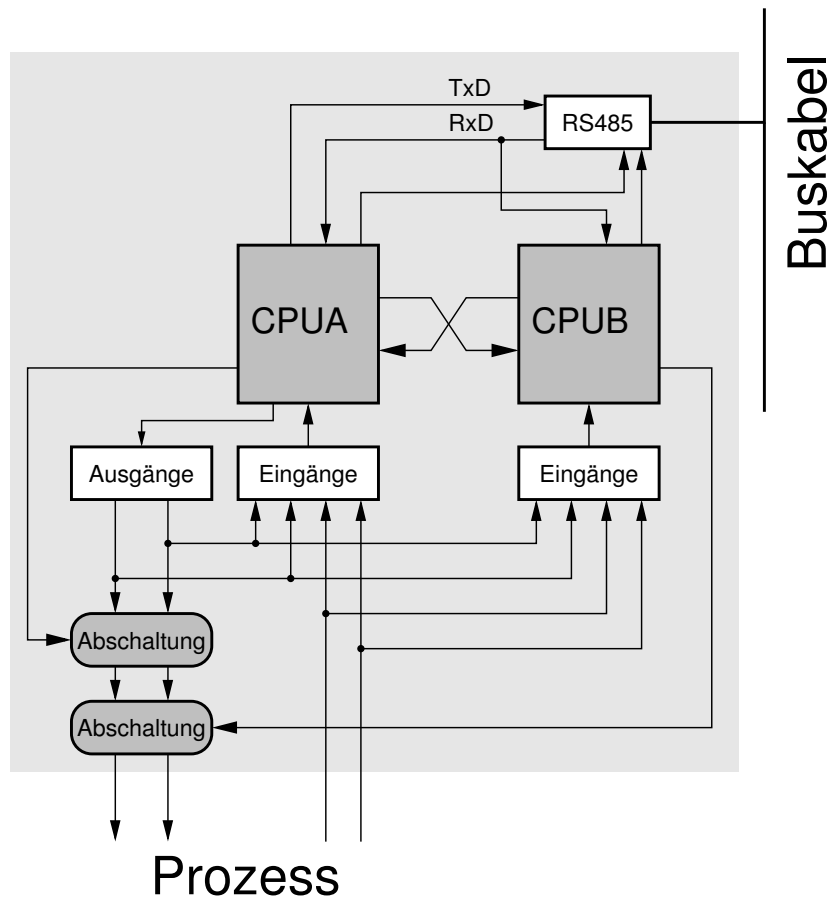 TxD
RxD
RS485
Buskabel
CPUA
CPUB
Ausgänge
Eingänge
Eingänge
Abschaltung
Abschaltung
Prozess